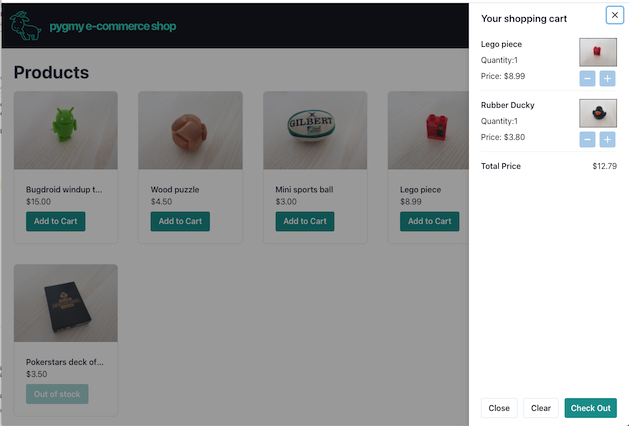 pygmy e-commerce shop
Products
Bugdroid windup t...
$15.00
Add to Cart
Wood puzzle
$4.50
Add to Cart
GILBERT
Mini sports ball
$3.00
Add to Cart
Lego piece
$8.99
Add to Cart
Pokerstars deck of...
$3.50
Out of stock
Your shopping cart
Lego piece
Quantity:1
Price: $8.99
Rubber Ducky
Quantity:1
Price: $3.80
Total Price
$12.79
Close
Clear
Check Out